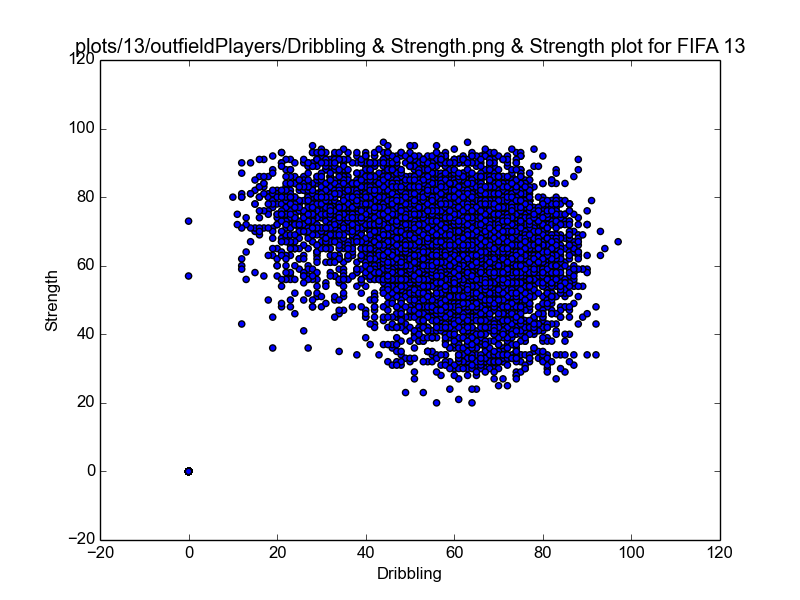 plots/13/outfieldPlayers/Dribbling & Strength.png & Strength plot for FIFA 13
120
100
80
60
40
20
0
−20
Strength
−20 0 20 40 60 80 100 120
Dribbling